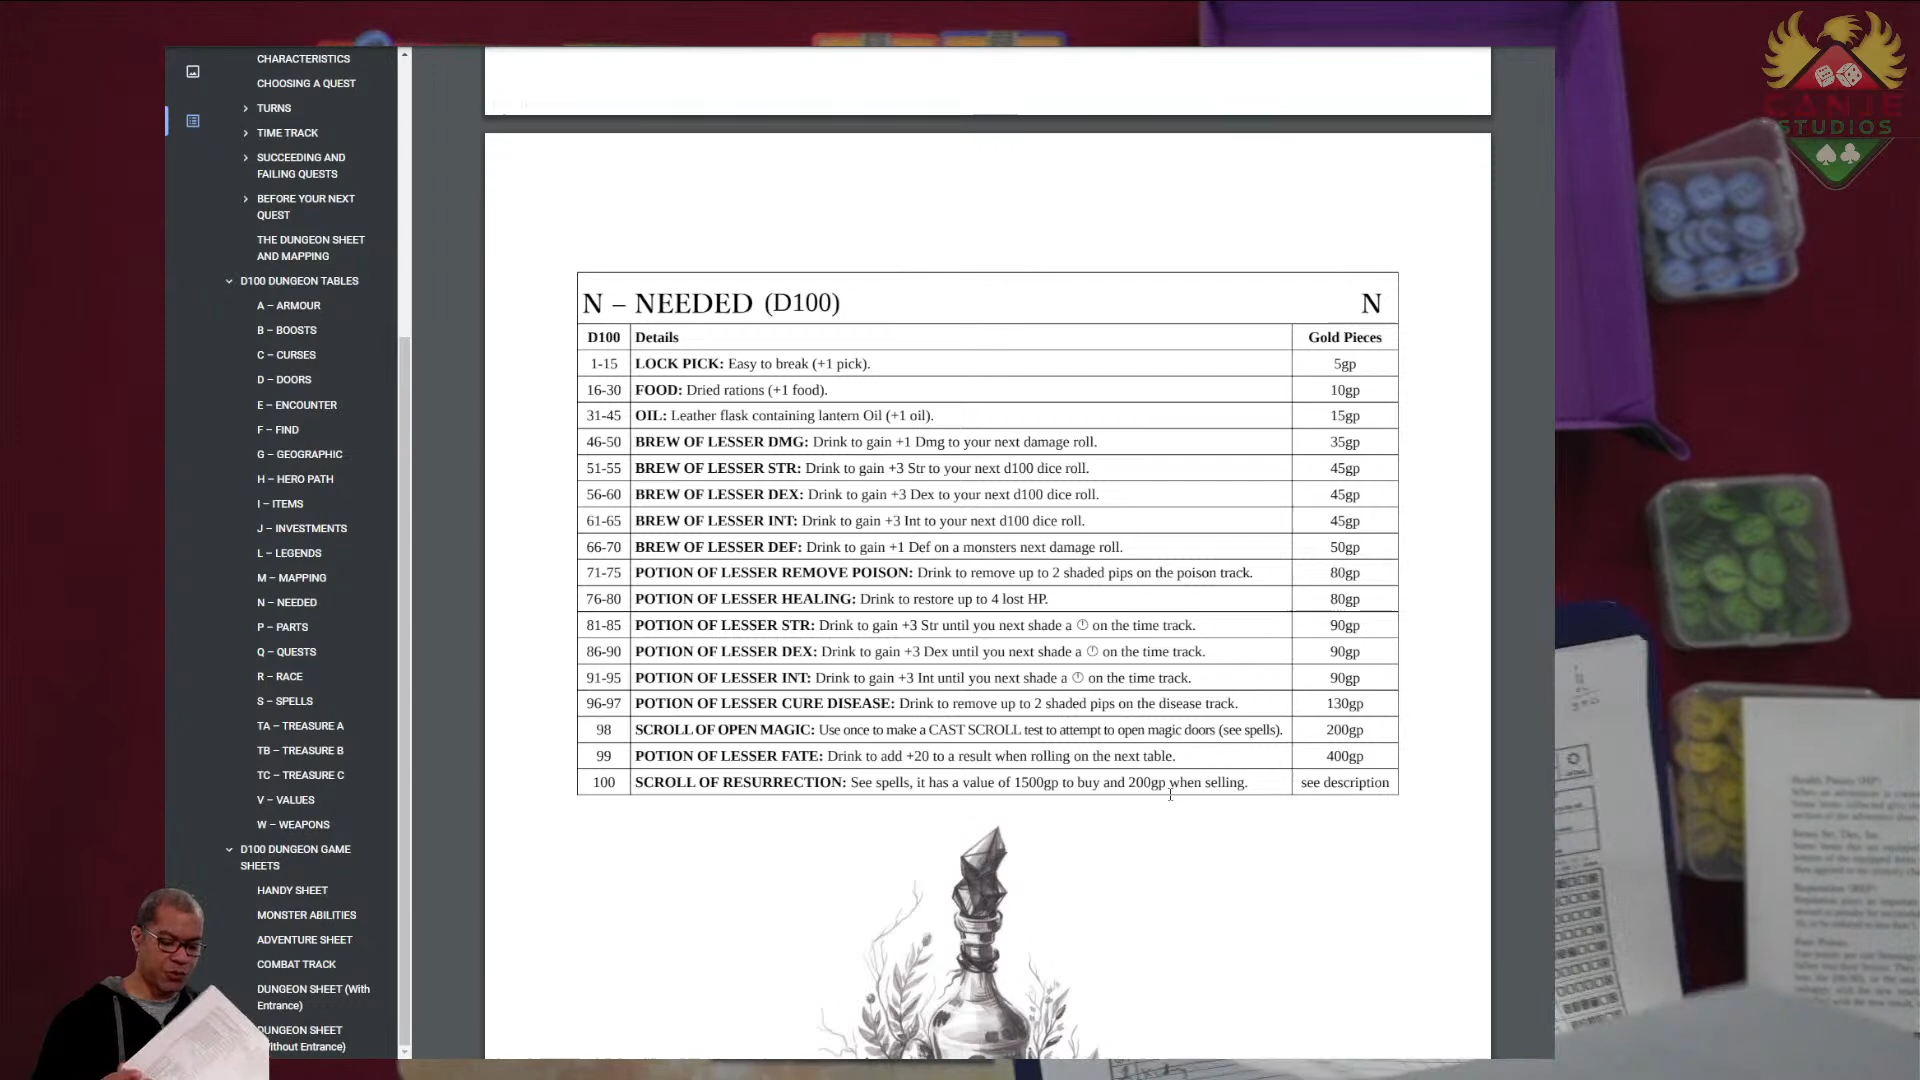 CHARACTERISTICS
CHOOSING A QUEST
TURNS
TIME TRACK
SUCCEEDING AND
FAILING QUESTS
BEFORE YOUR NEXT
QUEST
THE DUNGEON SHEET
AND MAPPING
D100 DUNGEON TABLES
A – ARMOUR
B – BOOSTS
C – CURSES
D – DOORS
E – ENCOUNTER
F – FIND
G – GEOGRAPHIC
H – HERO PATH
I – ITEMS
J – INVESTMENTS
L – LEGENDS
M – MAPPING
N – NEEDED
P – PARTS
Q – QUESTS
R – RACE
S – SPELLS
TA – TREASURE A
TB – TREASURE B
TC – TREASURE C
V – VALUES
W – WEAPONS
D100 DUNGEON GAME
SHEETS
HANDY SHEET
MONSTER ABILITIES
ADVENTURE SHEET
COMBAT TRACK
DUNGEON SHEET (With
Entrance)
DUNGEON SHEET
ithout Entrance)
N – NEEDED (D100) N
D100 Details Gold Pieces
1-15 LOCK PICK: Easy to break (+1 pick). 5gp
16-30 FOOD: Dried rations (+1 food). 10gp
31-45 OIL: Leather flask containing lantern Oil (+1 oil). 15gp
46-50 BREW OF LESSER DMG: Drink to gain +1 Dmg to your next damage roll. 35gp
51-55 BREW OF LESSER STR: Drink to gain +3 Str to your next d100 dice roll. 45gp
56-60 BREW OF LESSER DEX: Drink to gain +3 Dex to your next d100 dice roll. 45gp
61-65 BREW OF LESSER INT: Drink to gain +3 Int to your next d100 dice roll. 45gp
66-70 BREW OF LESSER DEF: Drink to gain +1 Def on a monsters next damage roll. 50gp
71-75 POTION OF LESSER REMOVE POISON: Drink to remove up to 2 shaded pips on the poison track. 80gp
76-80 POTION OF LESSER HEALING: Drink to restore up to 4 lost HP. 80gp
81-85 POTION OF LESSER STR: Drink to gain +3 Str until you next shade a on the time track. 90gp
86-90 POTION OF LESSER DEX: Drink to gain +3 Dex until you next shade a on the time track. 90gp
91-95 POTION OF LESSER INT: Drink to gain +3 Int until you next shade a on the time track. 90gp
96-97 POTION OF LESSER CURE DISEASE: Drink to remove up to 2 shaded pips on the disease track. 130gp
98 SCROLL OF OPEN MAGIC: Use once to make a CAST SCROLL test to attempt to open magic doors (see spells). 200gp
99 POTION OF LESSER FATE: Drink to add +20 to a result when rolling on the next table. 400gp
100 SCROLL OF RESURRECTION: See spells, it has a value of 1500gp to buy and 200gp when selling. see description
CANJE
STUDIOS
Health Points (HP)
Items Str, Dex, Int.
Reputation (REP)
Fate Points.